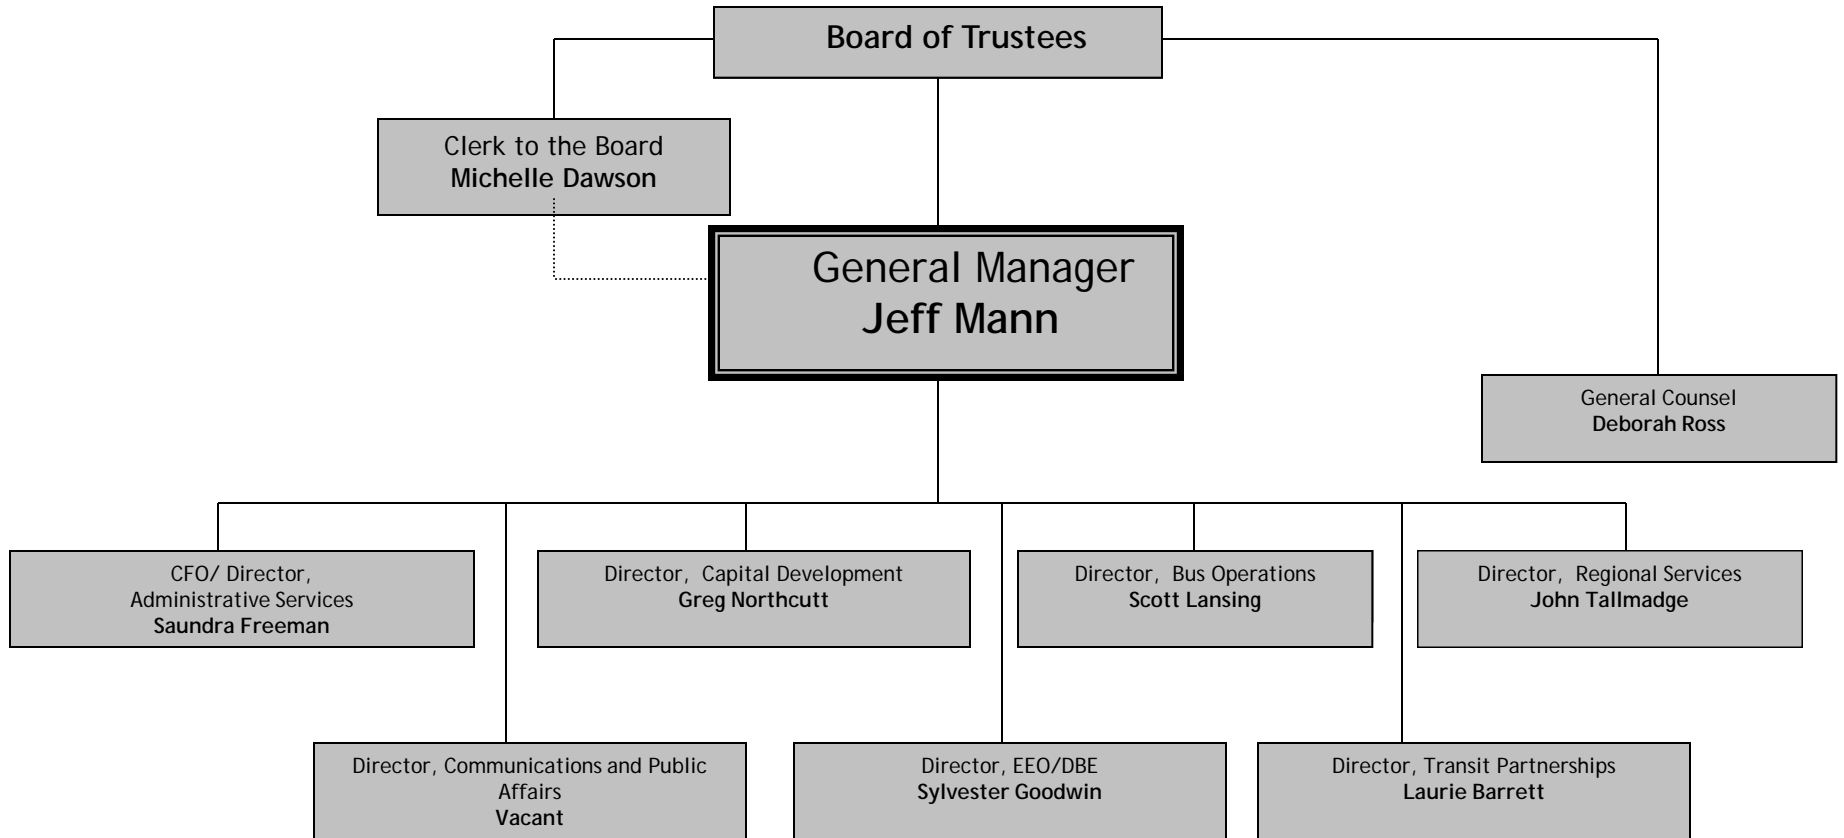 Board of Trustees
Clerk to the Board
Michelle Dawson
General Manager
Jeff Mann
General Counsel
Deborah Ross
CFO/ Director,
Administrative Services
Saundra Freeman
Director, Capital Development
Greg Northcutt
Director, Bus Operations
Scott Lansing
Director, Regional Services
John Tallmadge
Director, Communications and Public
Affairs
Vacant
Director, EEO/DBE
Sylvester Goodwin
Director, Transit Partnerships
Laurie Barrett